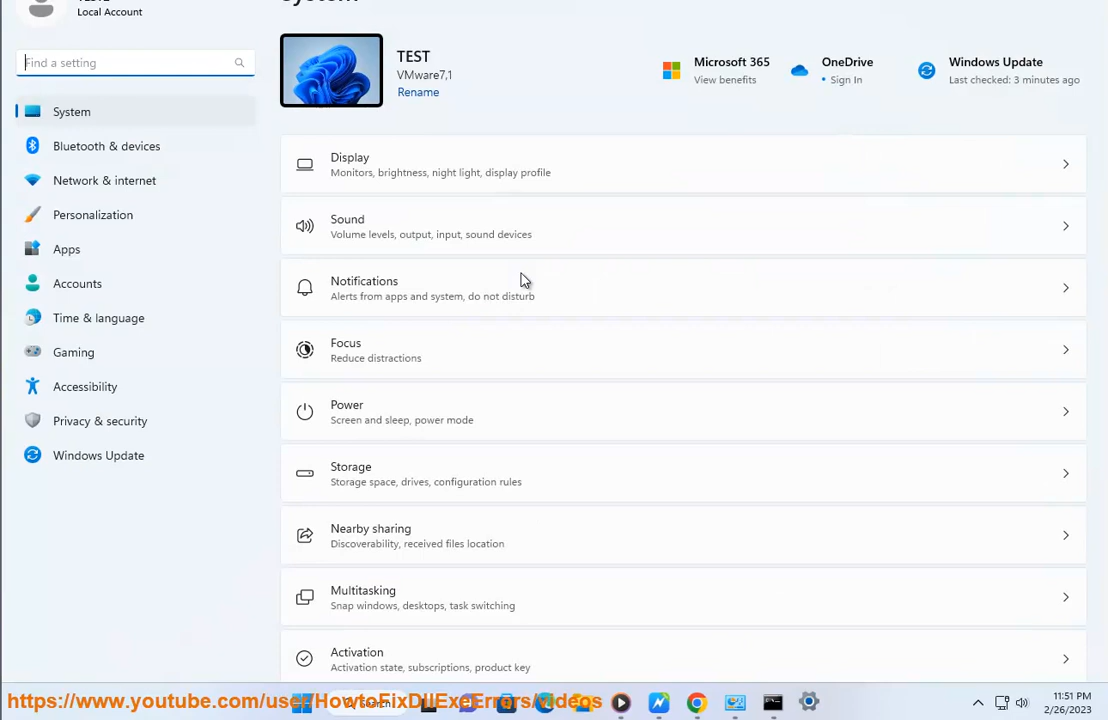 Local Account
Find a setting
System
Bluetooth & devices
Network & internet
Personalization
Apps
Accounts
Time & language
Gaming
Accessibility
Privacy & security
Windows Update
TEST
VMware7,1
Rename
Microsoft 365
View benefits
OneDrive
• Sign In
Windows Update
Last checked: 3 minutes ago
Display
Monitors, brightness, night light, display profile
Sound
Volume levels, output, input, sound devices
Notifications
Alerts from apps and system, do not disturb
Focus
Reduce distractions
Power
Screen and sleep, power mode
Storage
Storage space, drives, configuration rules
Nearby sharing
Discoverability, received files location
Multitasking
Snap windows, desktops, task switching
Activation
Activation state, subscriptions, product key
https://www.youtube.com/user/HowtoFixDllExeErrors/videos
11:51 PM
2/26/2023